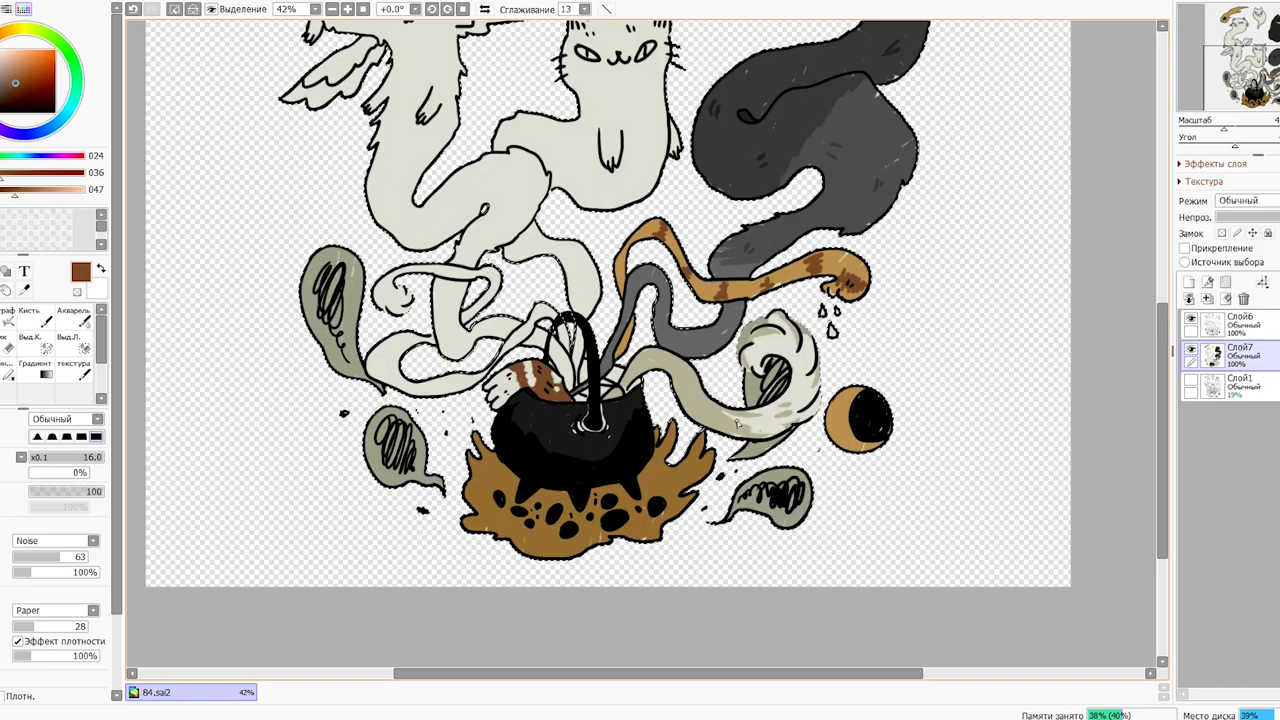 Выделение 42% +0.0° Сглаживание 13
024
036
047
T
Кисть Акварель
Выд.К. Выд.Л.
Градиент текстура
Обычный
x0.1 16.0
0%
100
100%
Noise
63
100%
Paper
28
Эффект плотности
100%
Плотн.
84.sai2 42%
Масштаб 4
Угол
Эффекты слоя
Текстура
Режим Обычный
Непроз.
Замок
Прикрепление
Источник выбора
Слой6
Обычный
100%
Слой7
Обычный
100%
Слой1
Обычный
19%
Памяти занято 38% (40%) Место диска 39%